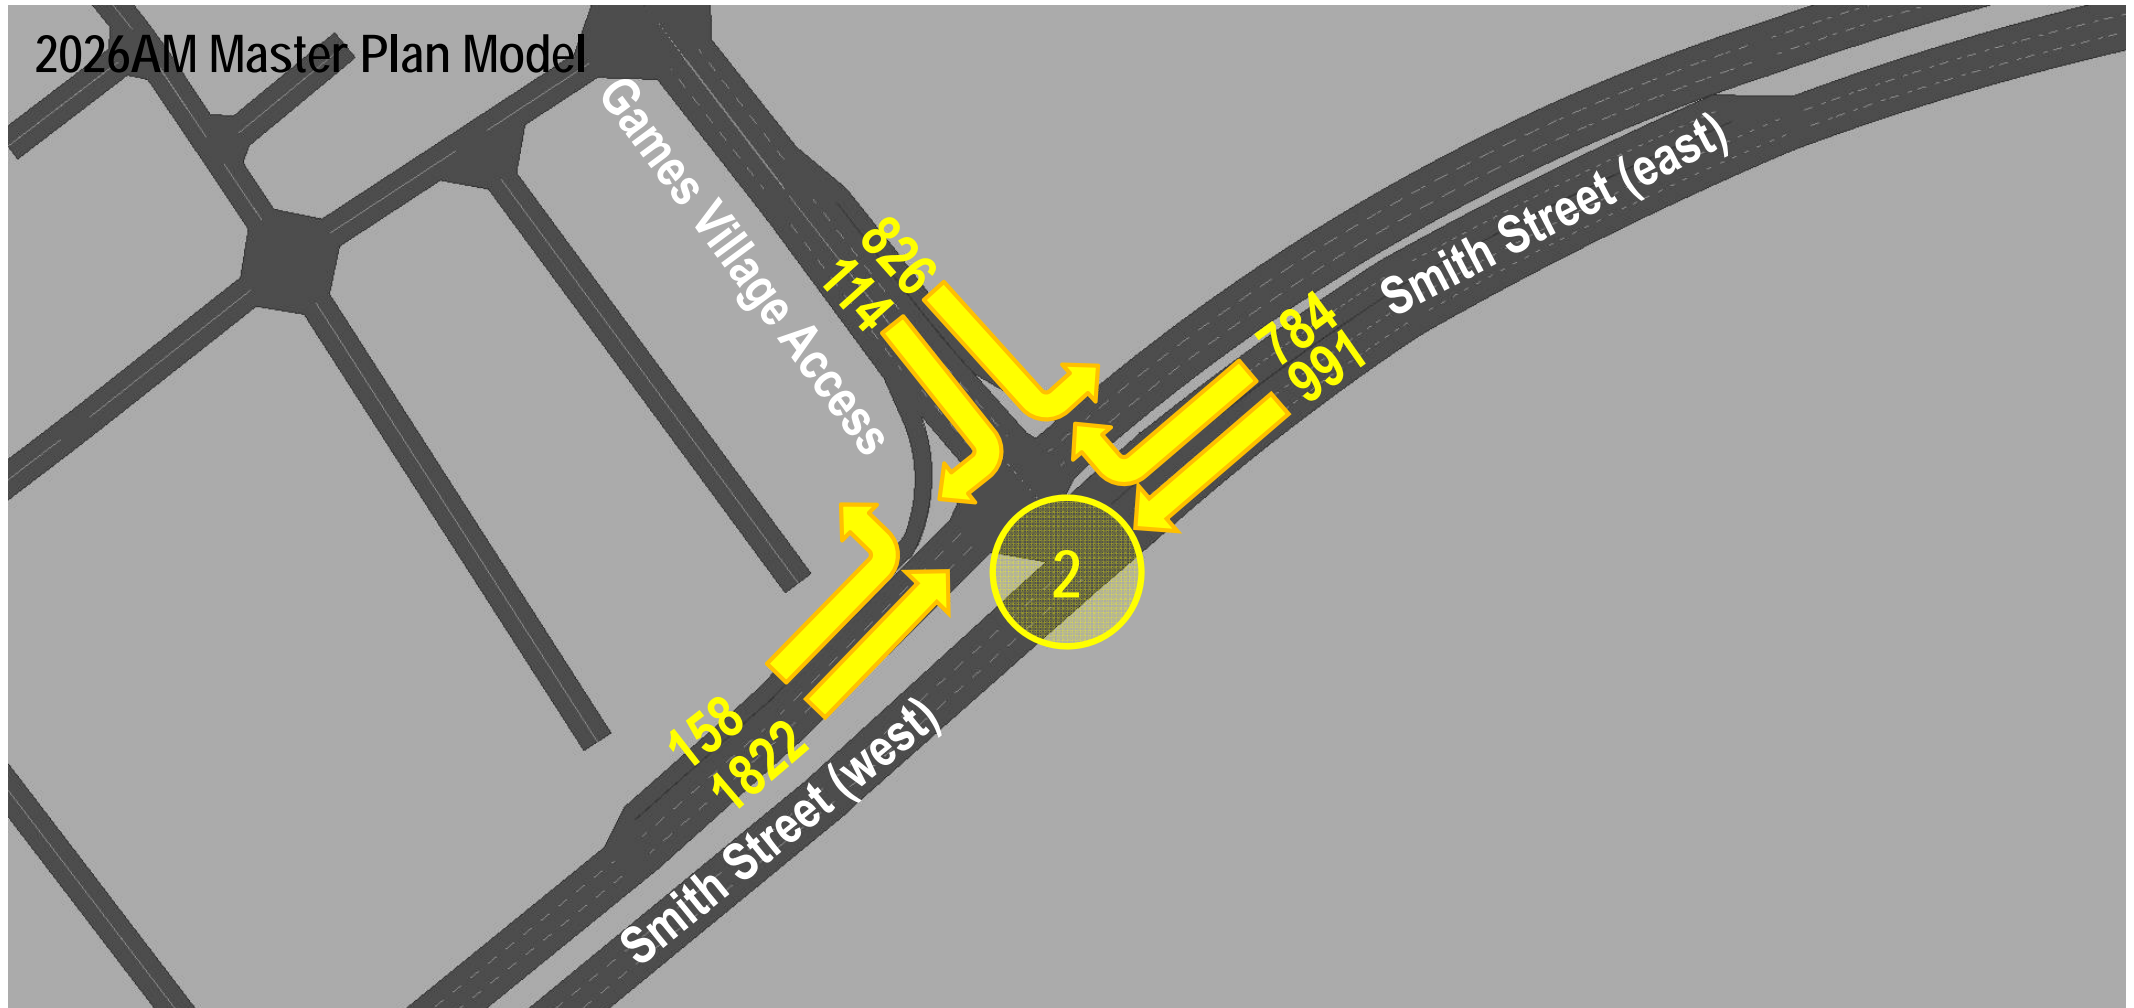 2026AM Master Plan Model
Games Village Access
826
114
784
991
Smith Street (east)
2
158
1822
Smith Street (west)